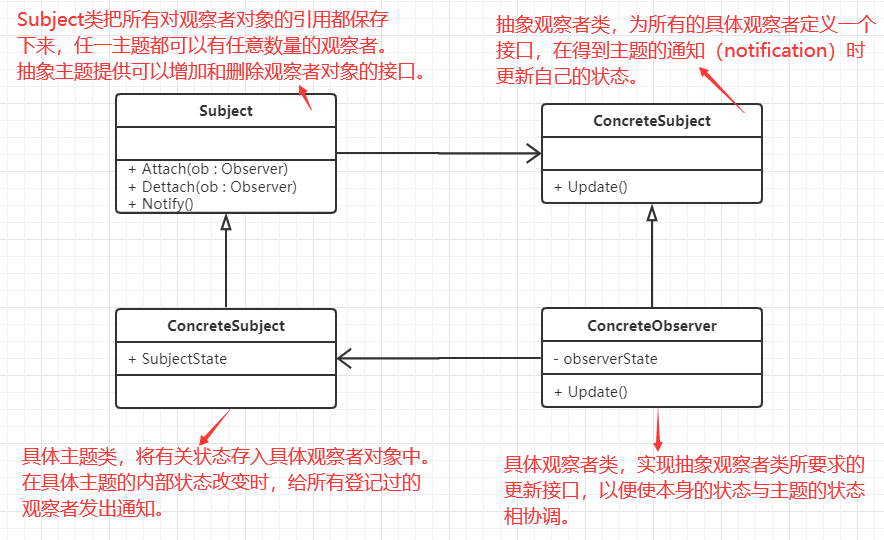 Subject类把所有对观察者对象的引用都保存
下来，任一主题都可以有任意数量的观察者。
抽象主题提供可以增加和删除观察者对象的接口。
抽象观察者类，为所有的具体观察者定义一个
接口，在得到主题的通知（notification）时
更新自己的状态。
Subject
+ Attach(ob : Observer)
+ Dettach(ob : Observer)
+ Notify()
ConcreteSubject
+ Update()
ConcreteSubject
+ SubjectState
ConcreteObserver
- observerState
+ Update()
具体主题类，将有关状态存入具体观察者对象中。
在具体主题的内部状态改变时，给所有登记过的
观察者发出通知。
具体观察者类，实现抽象观察者类所要求的
更新接口，以便使本身的状态与主题的状态
相协调。